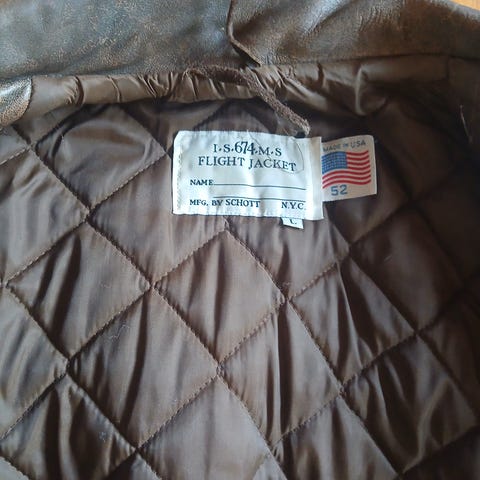 I.S.674.M.S
FLIGHT JACKET
NAME
MFG. BY SCHOTT N.Y.C.
MADE IN USA
52